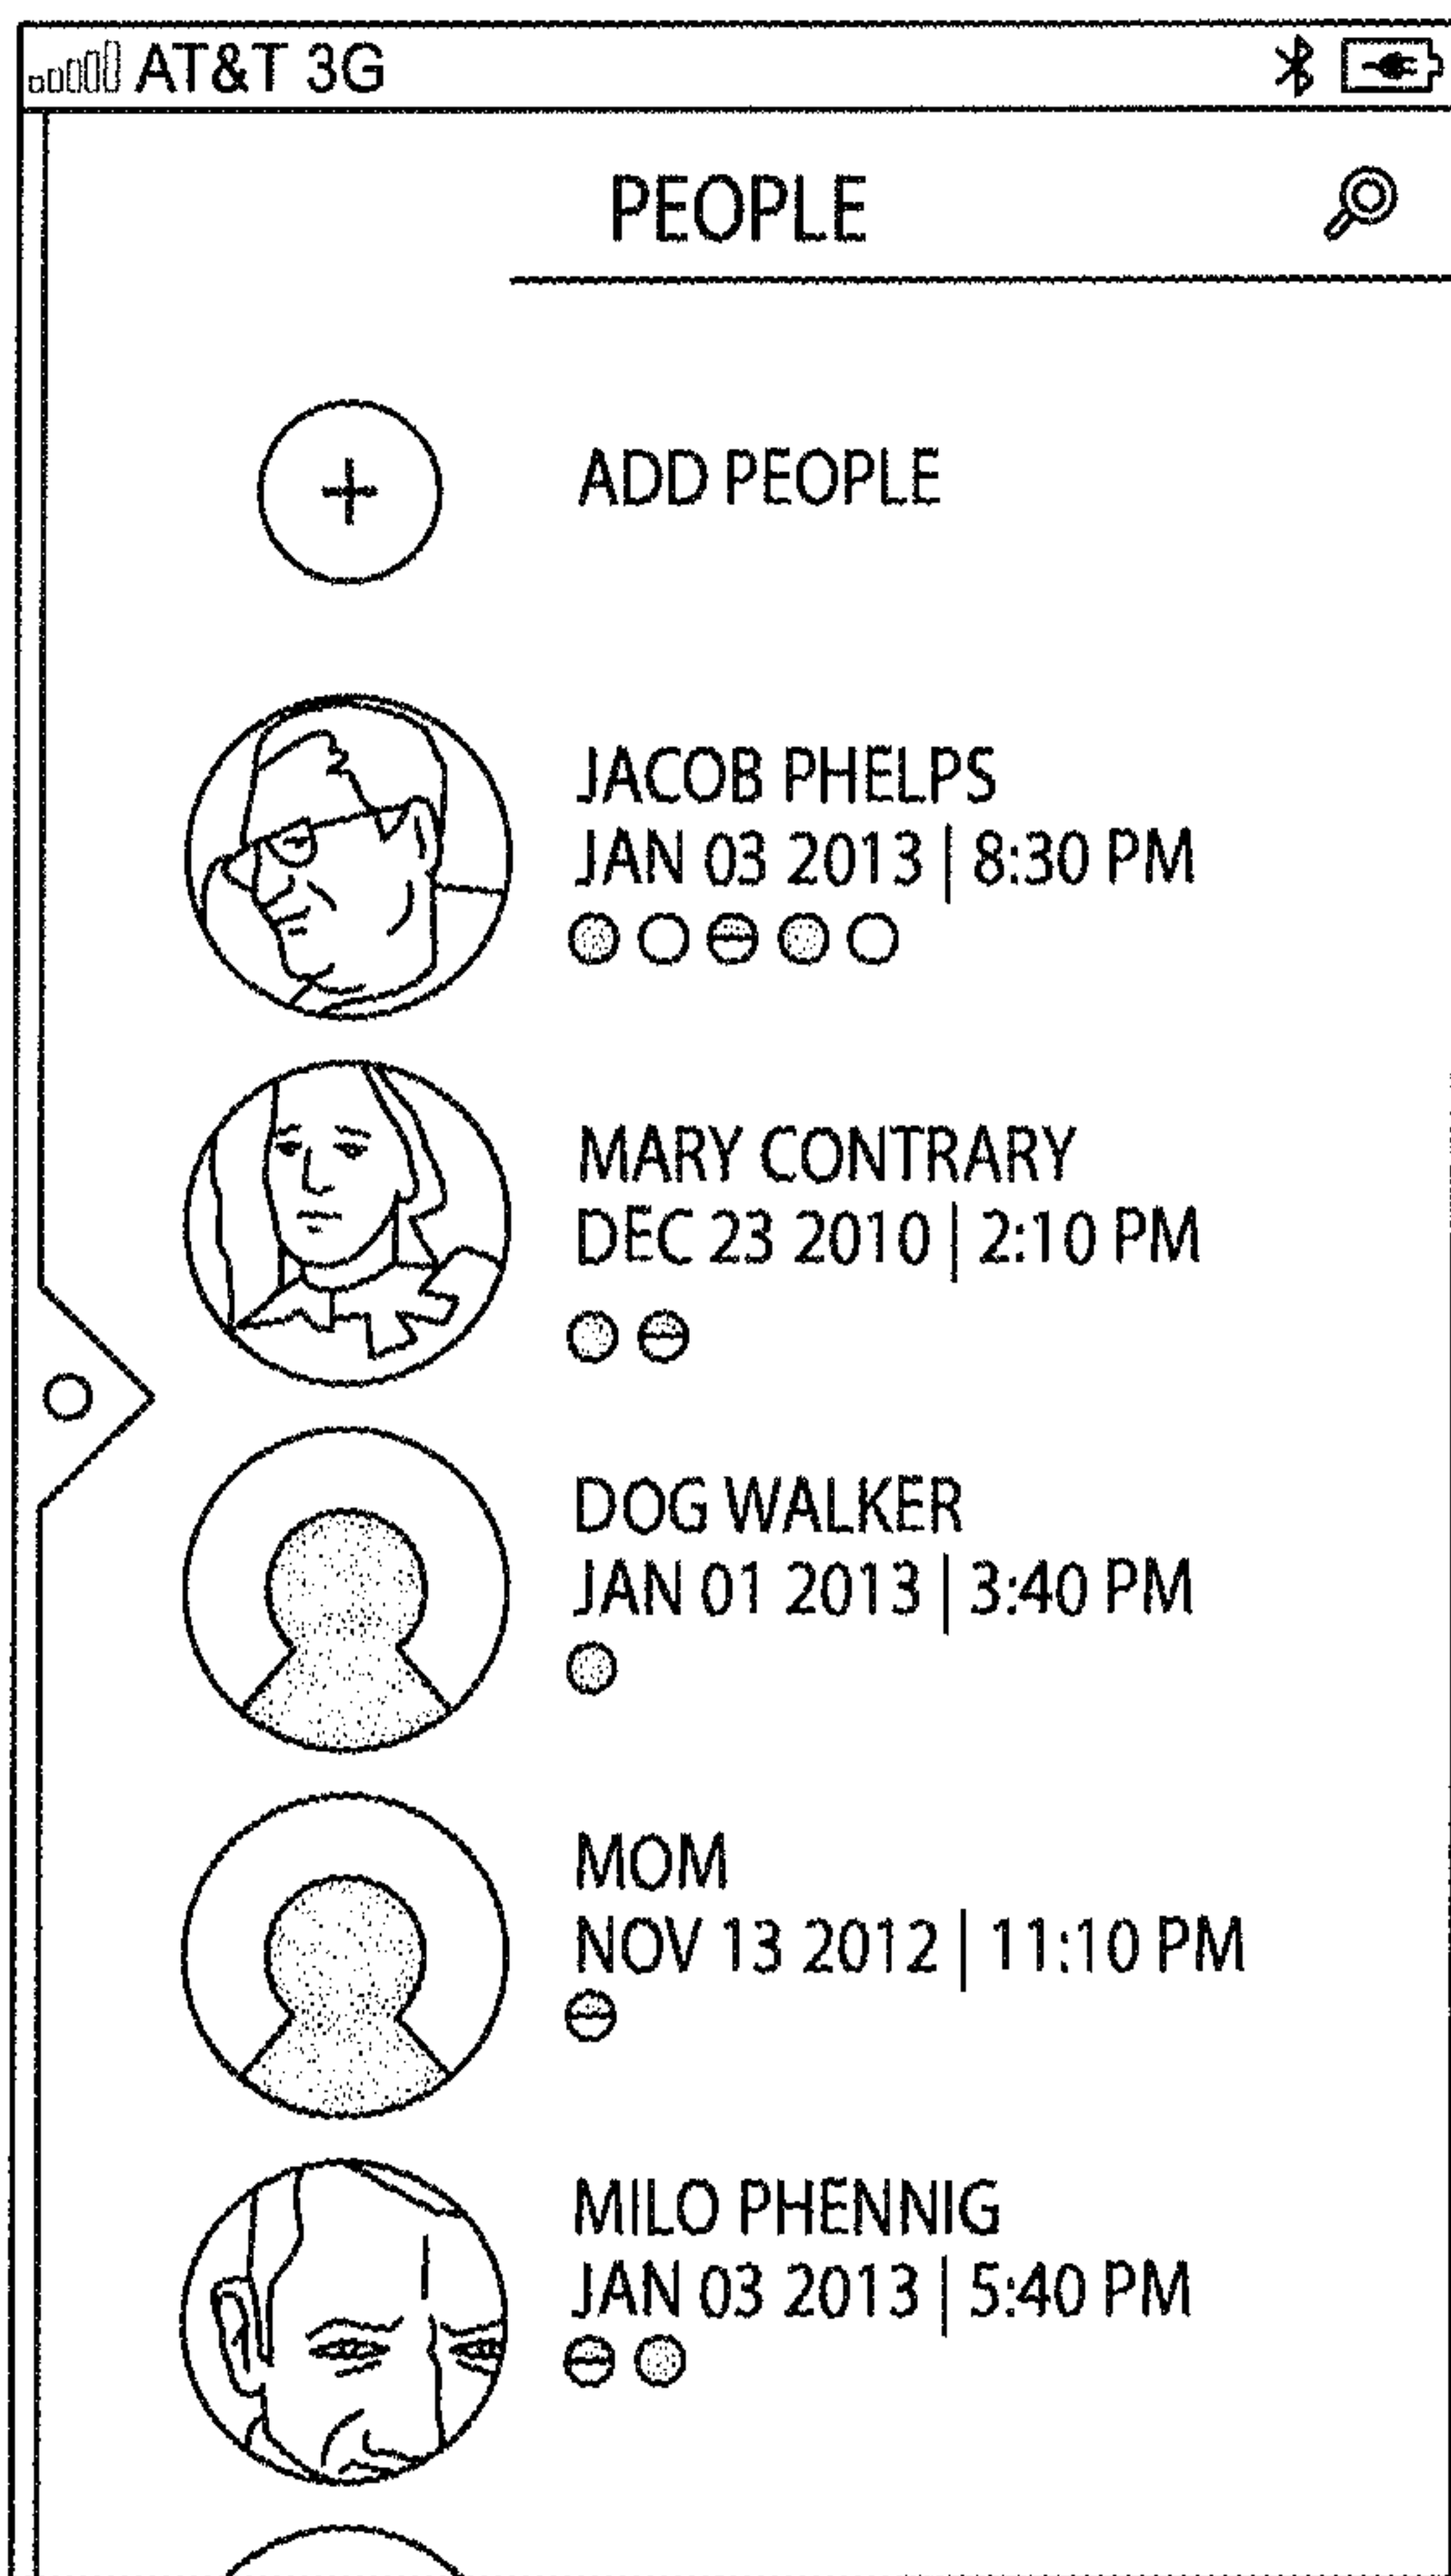 AT&T 3G
PEOPLE
ADD PEOPLE
JACOB PHELPS
JAN 03 2013 | 8:30 PM
MARY CONTRARY
DEC 23 2010 | 2:10 PM
DOG WALKER
JAN 01 2013 | 3:40 PM
MOM
NOV 13 2012 | 11:10 PM
MILO PHENNIG
JAN 03 2013 | 5:40 PM